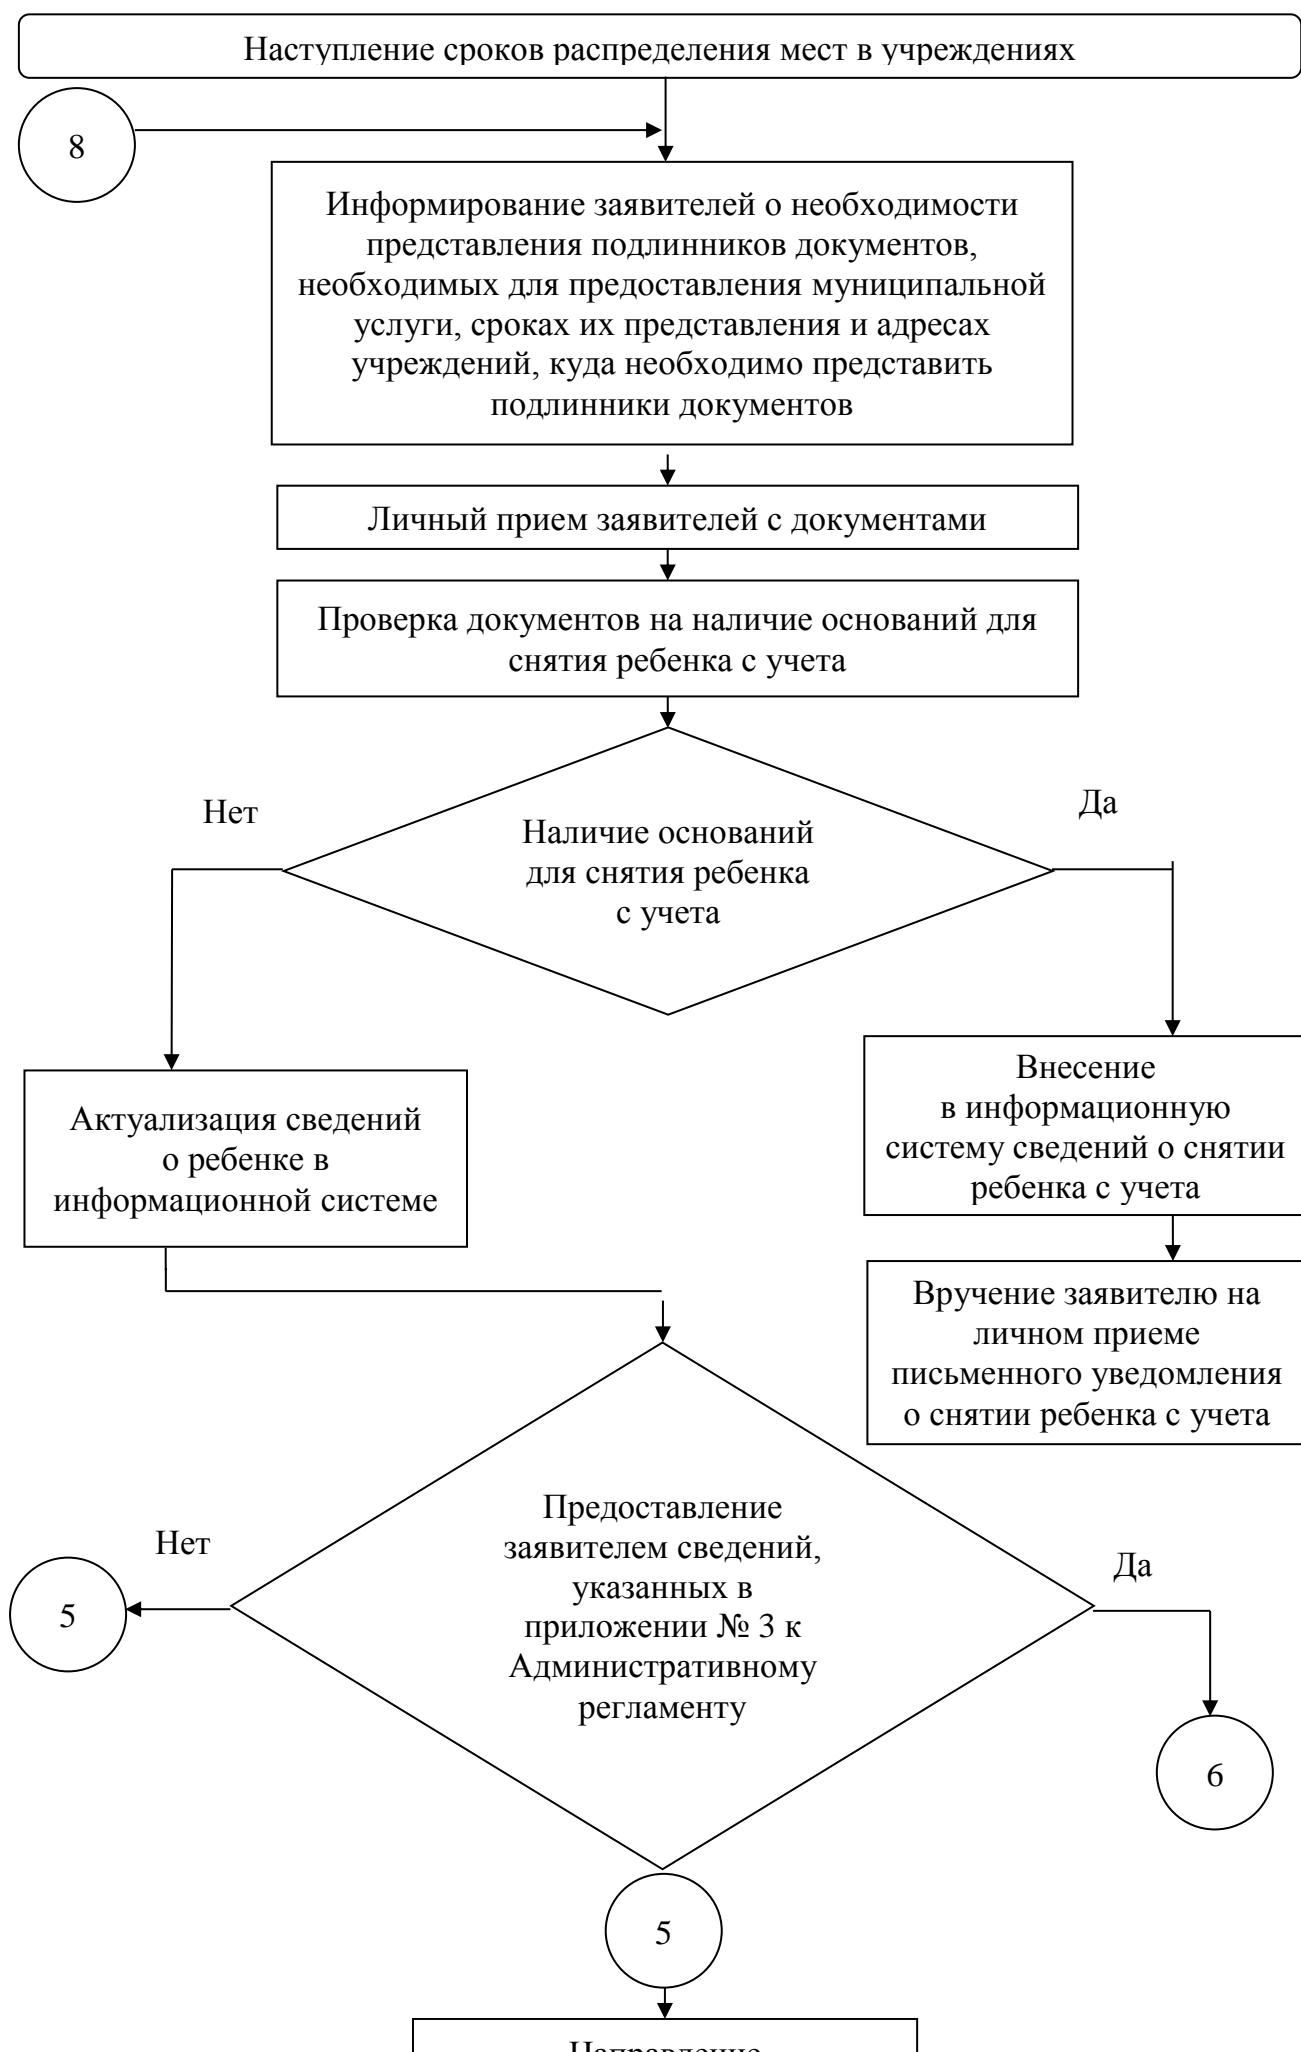 Наступление сроков распределения мест в учреждениях
8
Информирование заявителей о необходимости
представления подлинников документов,
необходимых для предоставления муниципальной
услуги, сроках их представления и адресах
учреждений, куда необходимо представить
подлинники документов
Личный прием заявителей с документами
Проверка документов на наличие оснований для
снятия ребенка с учета
Нет
Да
Наличие оснований
для снятия ребенка
с учета
Актуализация сведений
о ребенке в
информационной системе
Внесение
в информационную
систему сведений о снятии
ребенка с учета
Вручение заявителю на
личном приеме
письменного уведомления
о снятии ребенка с учета
Предоставление
заявителем сведений,
указанных в
приложении № 3 к
Административному
регламенту
Нет
Да
5
6
5
Направление